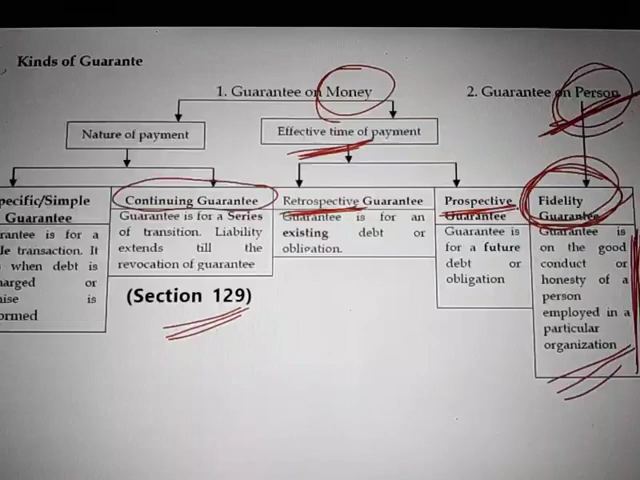 Kinds of Guarante
1. Guarantee on Money
2. Guarantee on Person
Nature of payment
Effective time of payment
pecific/Simple
Guarantee
rantee is for a
le transaction. It
when debt is
harged or
nise is
ormed
Continuing Guarantee
Guarantee is for a Series
of transition. Liability
extends till the
revocation of guarantee
(Section 129)
Retrospective Guarantee
Guarantee is for an
existing debt or
obligation.
Prospective
Guarantee
Guarantee is
for a future
debt or
obligation
Fidelity
Guarantee
Guarantee is
on the good
conduct or
honesty of a
person
employed in a
particular
organization